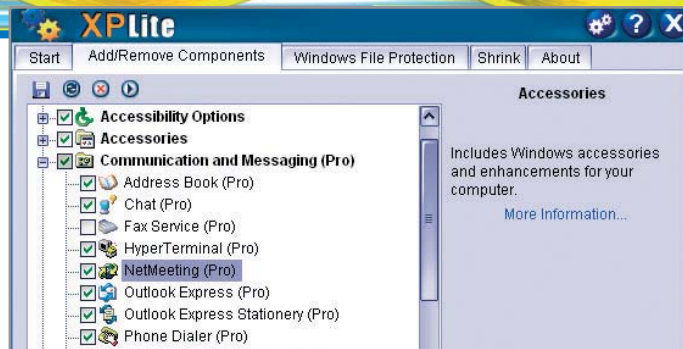 XPLite
Start Add/Remove Components Windows File Protection Shrink About
Accessories
Includes Windows accessories
and enhancements for your
computer.
More Information...
Accessibility Options
Accessories
Communication and Messaging (Pro)
Address Book (Pro)
Chat (Pro)
Fax Service (Pro)
HyperTerminal (Pro)
NetMeeting (Pro)
Outlook Express (Pro)
Outlook Express Stationery (Pro)
Phone Dialer (Pro)